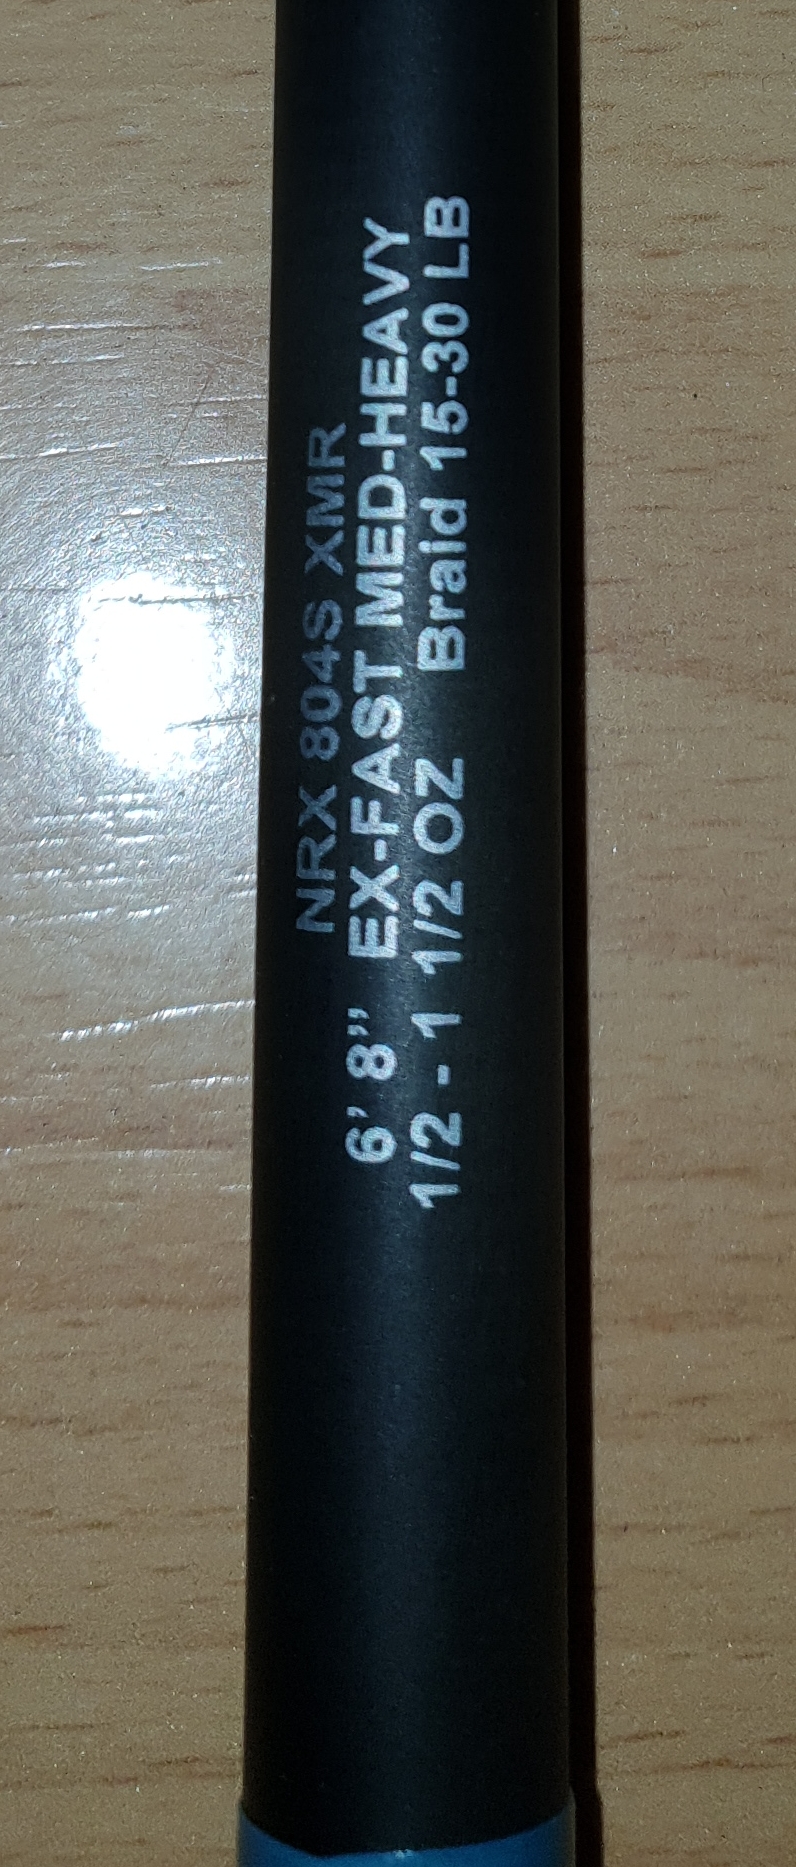 NRX 804S XMR
6' 8” EX-FAST MED-HEAVY
1/2 - 1 1/2 OZ Braid 15-30 LB